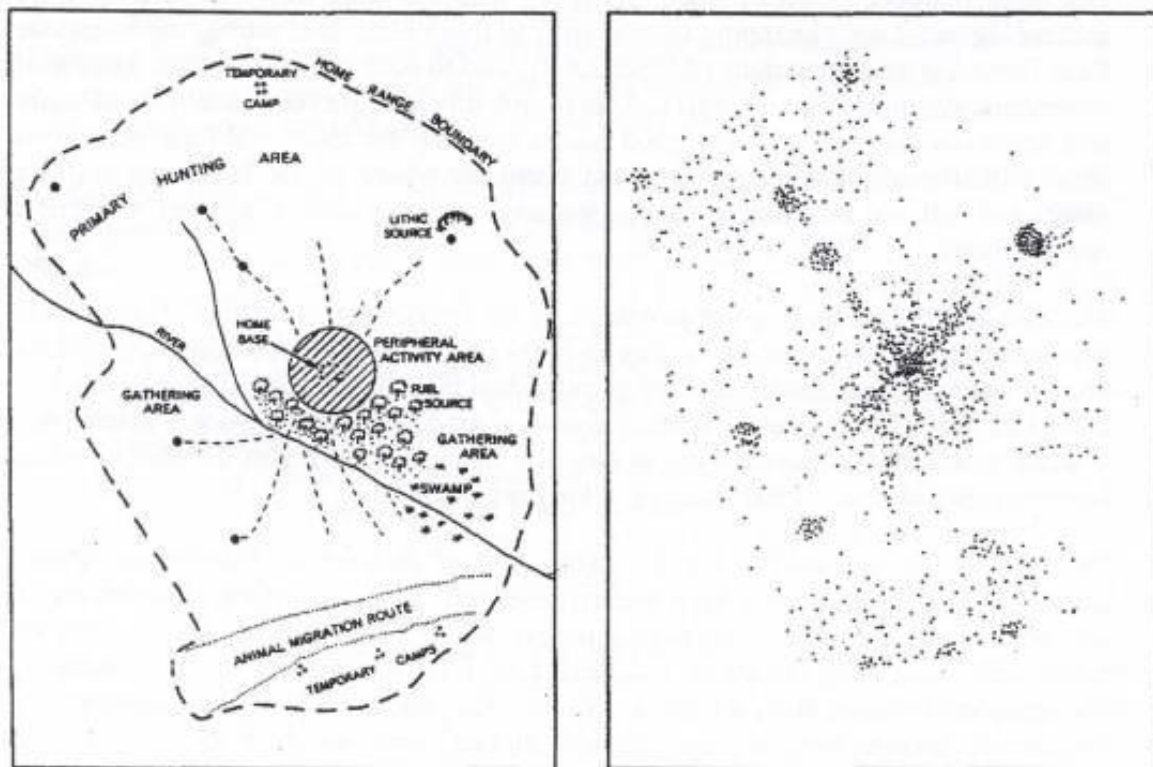 TEMPORARY
CAMP
HOME RANGE BOUNDARY
PRIMARY HUNTING AREA
LITHIC
SOURCE
HOME
BASE
PERIPHERAL
ACTIVITY AREA
RIVER
GATHERING
AREA
FUEL
SOURCE
GATHERING
AREA
SWAMP
ANIMAL MIGRATION ROUTE
TEMPORARY CAMPS